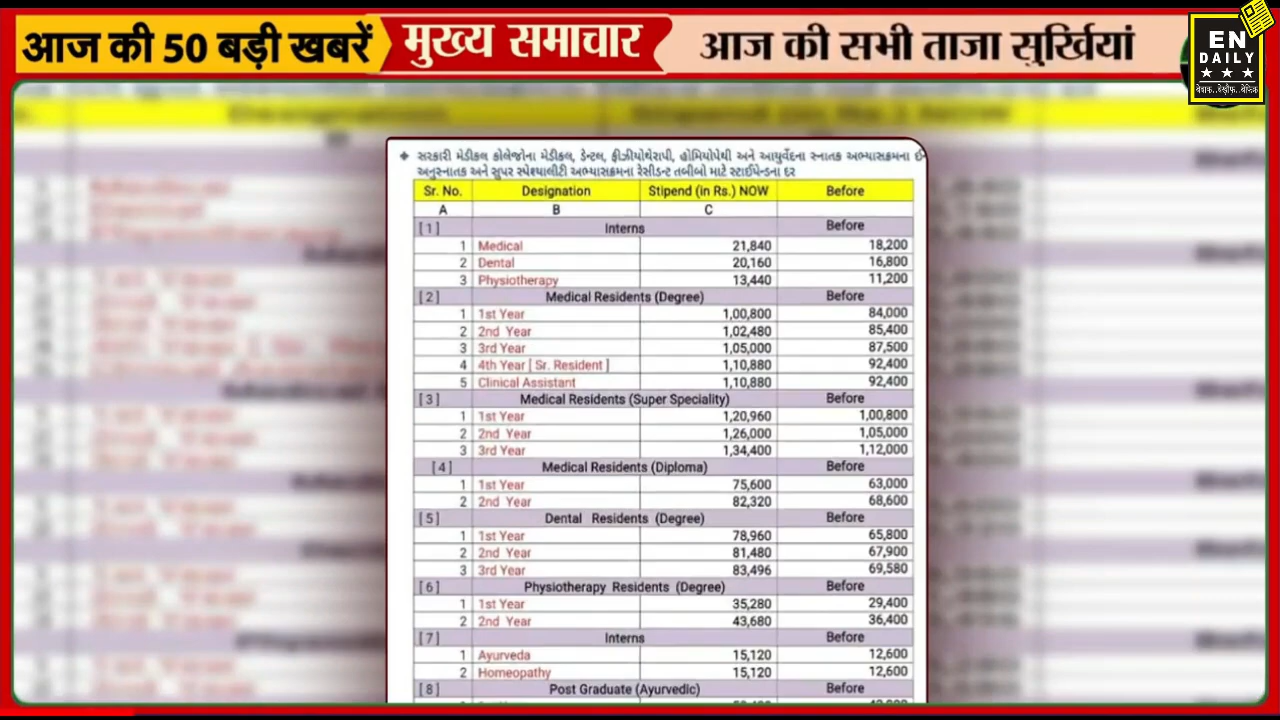 आज की 50 बड़ी खबरें मुख्य समाचार आज की सभी ताजा सुर्खियां
EN
DAILY
સરકારી મેડીકલ કોલેજોના મેડીકલ, ડેન્ટલ, ફીઝીયોથેરાપી, હોમિયોપેથી અને આયુર્વેદના સ્નાતક અભ્યાસક્રમના
અનુસ્નાતક અને સુપર સ્પેશ્યાલીટી અભ્યાસક્રમના રેસીડન્ટ તબીબો માટે સ્ટાઈપેન્ડના દર
Sr. No. Designation Stipend (in Rs.) NOW Before
A B C
[ 1 ] Interns Before
1 Medical 21,840 18,200
2 Dental 20,160 16,800
3 Physiotherapy 13,440 11,200
[ 2 ] Medical Residents (Degree) Before
1 1st Year 1,00,800 84,000
2 2nd Year 1,02,480 85,400
3 3rd Year 1,05,000 87,500
4 4th Year [ Sr. Resident ] 1,10,880 92,400
5 Clinical Assistant 1,10,880 92,400
[ 3 ] Medical Residents (Super Speciality) Before
1 1st Year 1,20,960 1,00,800
2 2nd Year 1,26,000 1,05,000
3 3rd Year 1,34,400 1,12,000
[ 4 ] Medical Residents (Diploma) Before
1 1st Year 75,600 63,000
2 2nd Year 82,320 68,600
[ 5 ] Dental Residents (Degree) Before
1 1st Year 78,960 65,800
2 2nd Year 81,480 67,900
3 3rd Year 83,496 69,580
[ 6 ] Physiotherapy Residents (Degree) Before
1 1st Year 35,280 29,400
2 2nd Year 43,680 36,400
[ 7 ] Interns Before
1 Ayurveda 15,120 12,600
2 Homeopathy 15,120 12,600
[ 8 ] Post Graduate (Ayurvedic) Before